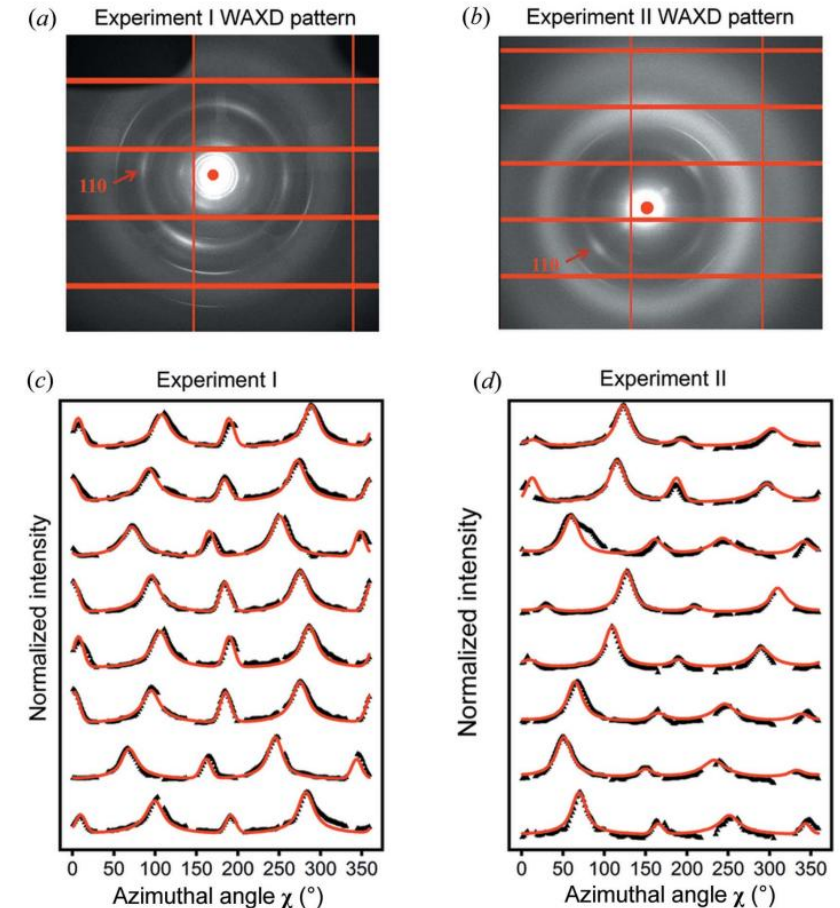 (a) Experiment I WAXD pattern
110
(b) Experiment II WAXD pattern
110
(c) Experiment I
Normalized intensity
0 50 100 150 200 250 300 350
Azimuthal angle χ (°)
(d) Experiment II
Normalized intensity
0 50 100 150 200 250 300 350
Azimuthal angle χ (°)